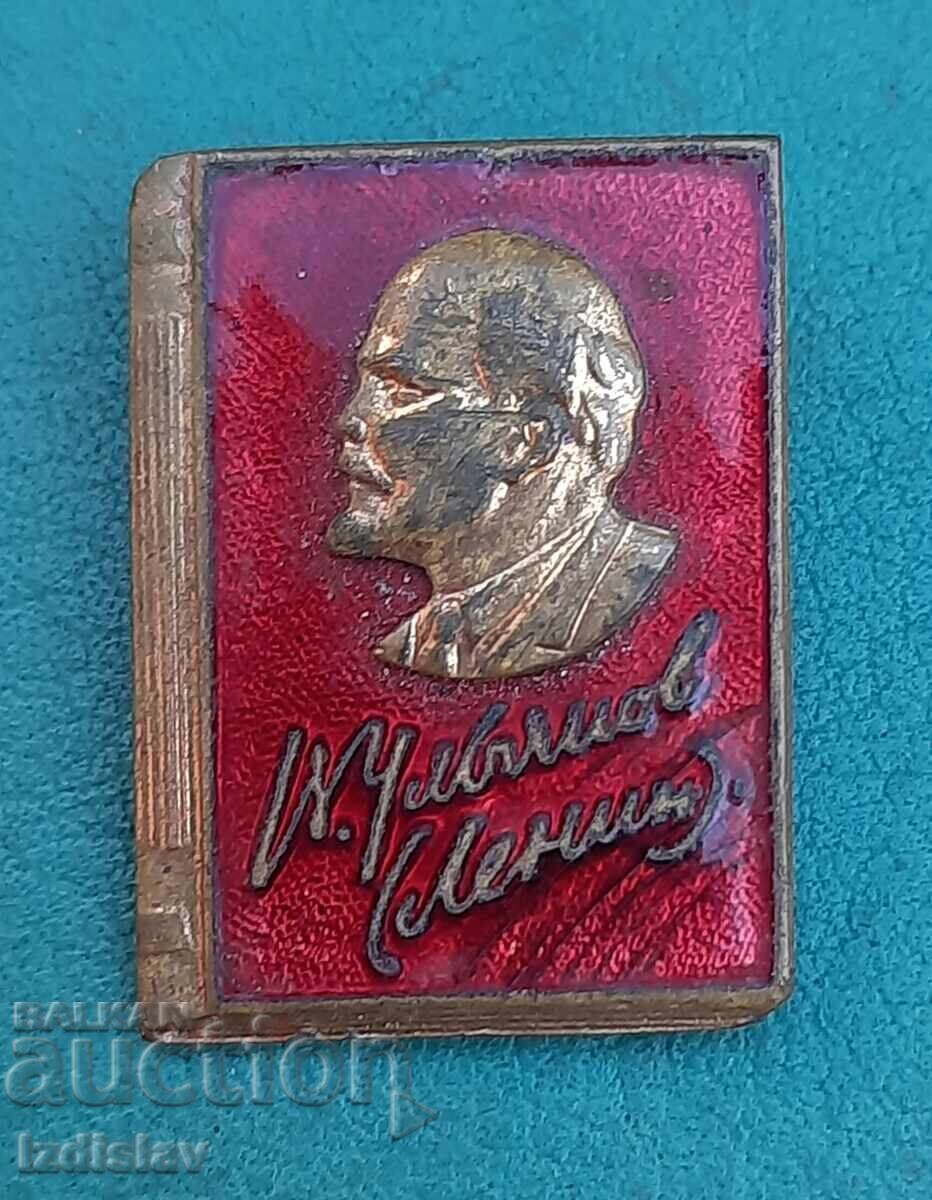 В. Ульянов
(Ленин).
BALKAN
auction
Izdislav